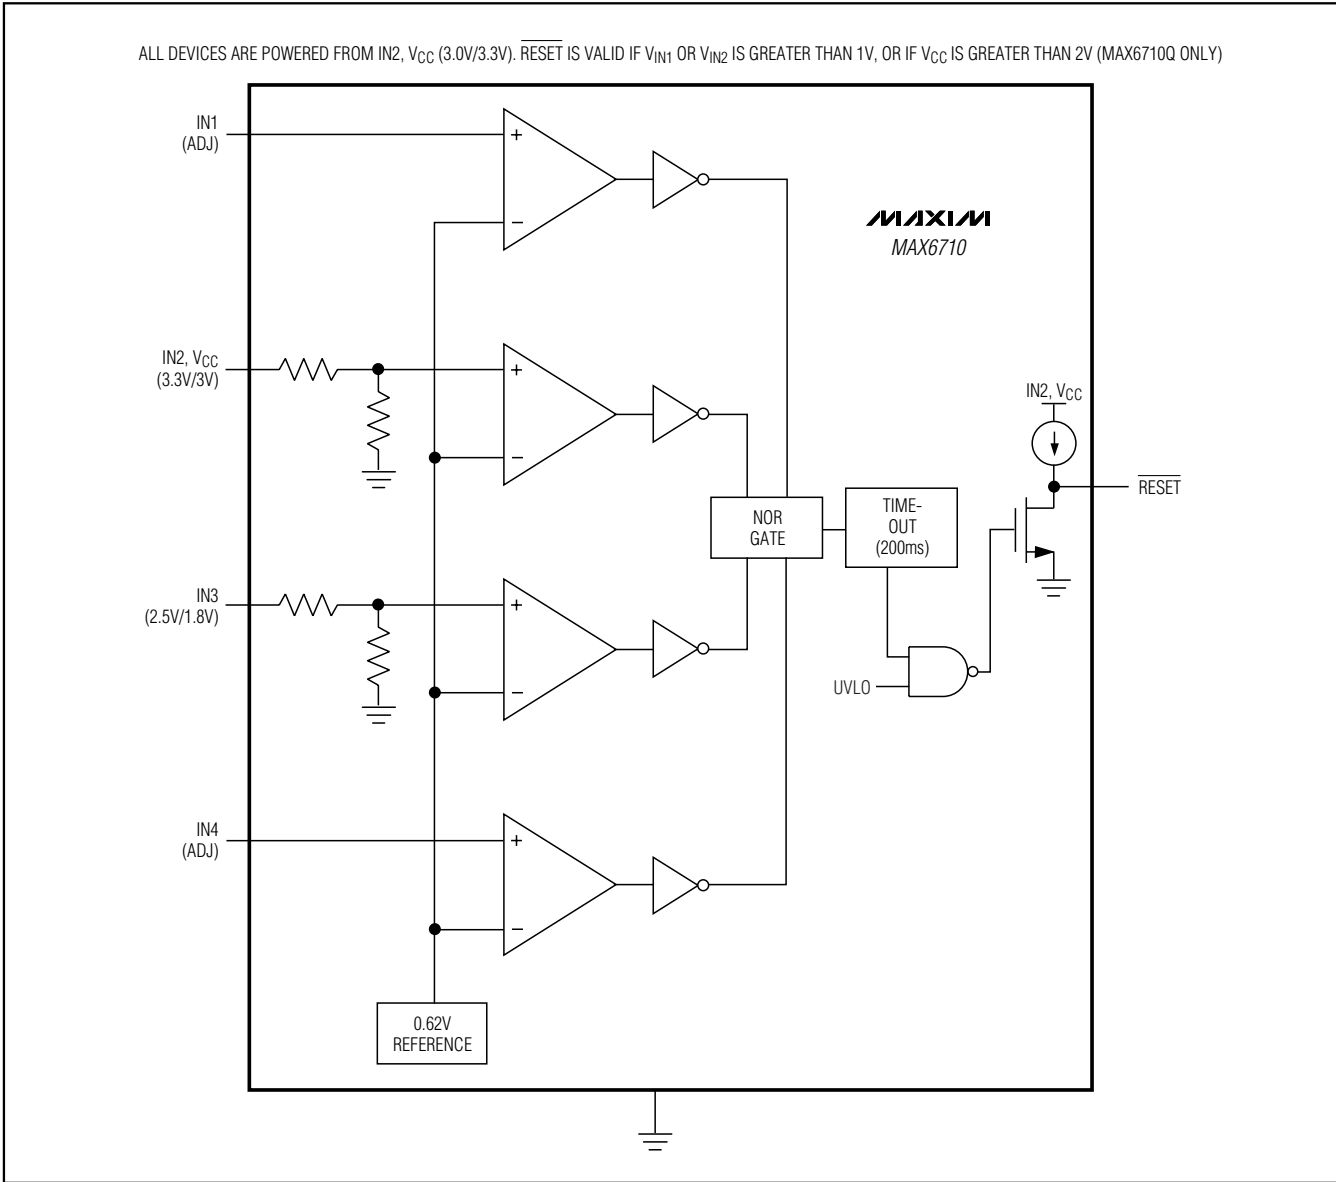 ALL DEVICES ARE POWERED FROM IN2, VCC (3.0V/3.3V). RESET IS VALID IF VIN1 OR VIN2 IS GREATER THAN 1V, OR IF VCC IS GREATER THAN 2V (MAX6710Q ONLY)
IN1
(ADJ)
+
−
MAXIM
MAX6710
IN2, VCC
(3.3V/3V)
+
−
IN2, VCC
RESET
NOR
GATE
TIME-
OUT
(200ms)
IN3
(2.5V/1.8V)
+
−
UVLO
IN4
(ADJ)
+
−
0.62V
REFERENCE